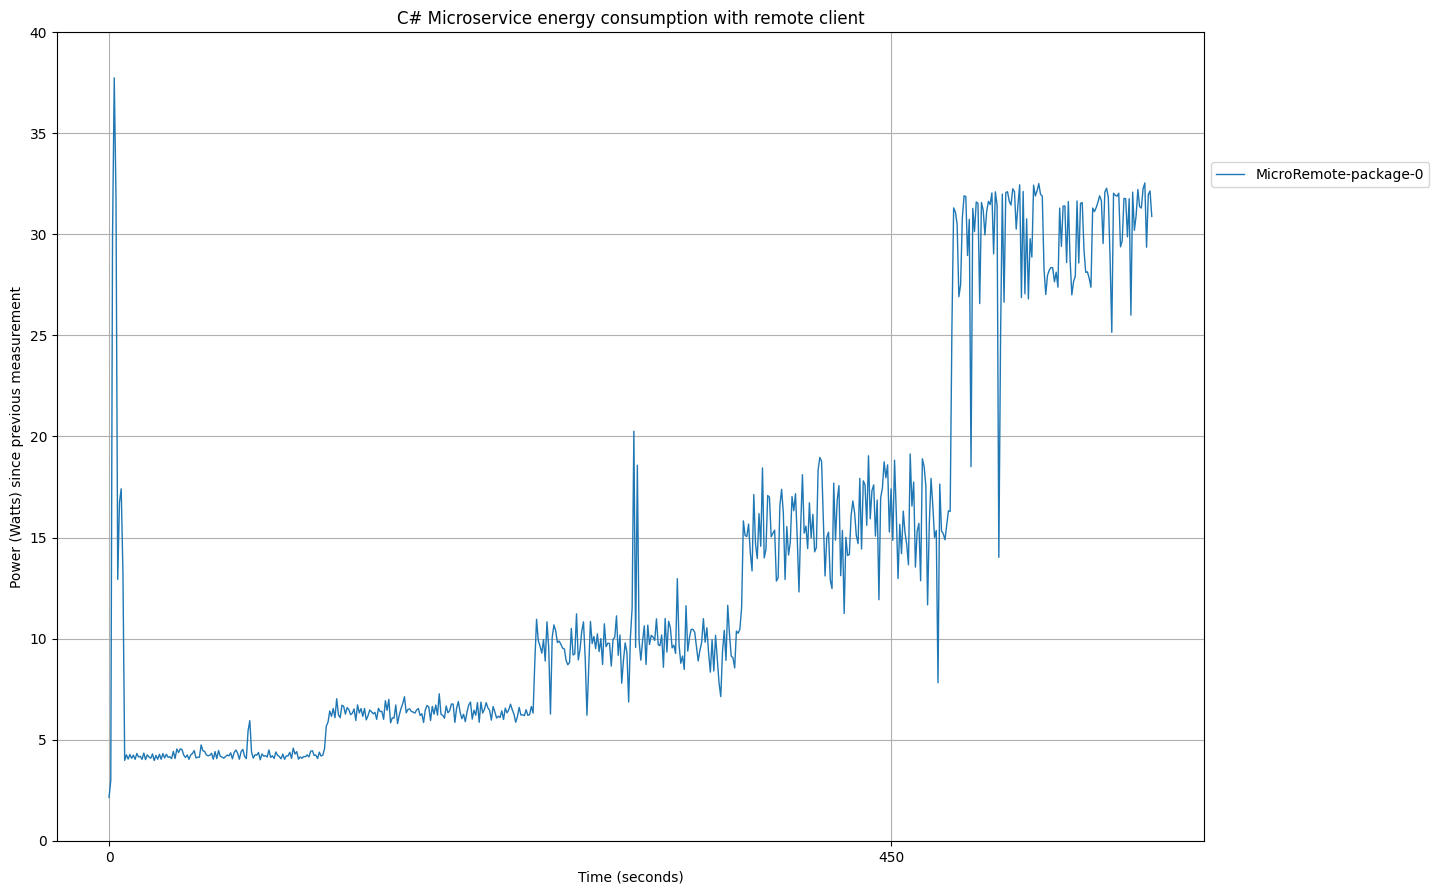 C# Microservice energy consumption with remote client
40
35
30
25
20
15
10
5
0
Power (Watts) since previous measurement
0
450
Time (seconds)
MicroRemote-package-0